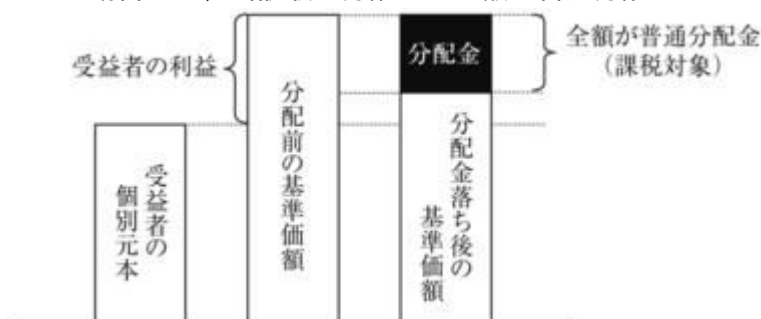 受益者の利益
分配前の基準価額
分配金
全額が普通分配金
（課税対象）
受益者の
個別元本
分配金落ち後の
基準価額